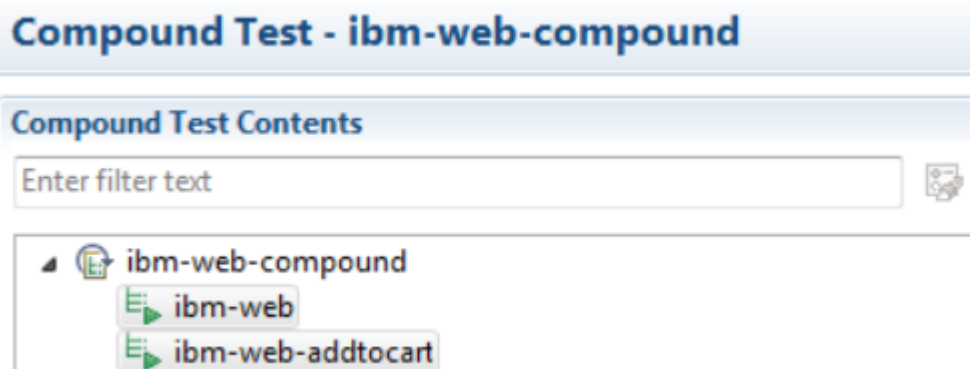 Compound Test - ibm-web-compound
Compound Test Contents
Enter filter text
ibm-web-compound
ibm-web
ibm-web-addtocart